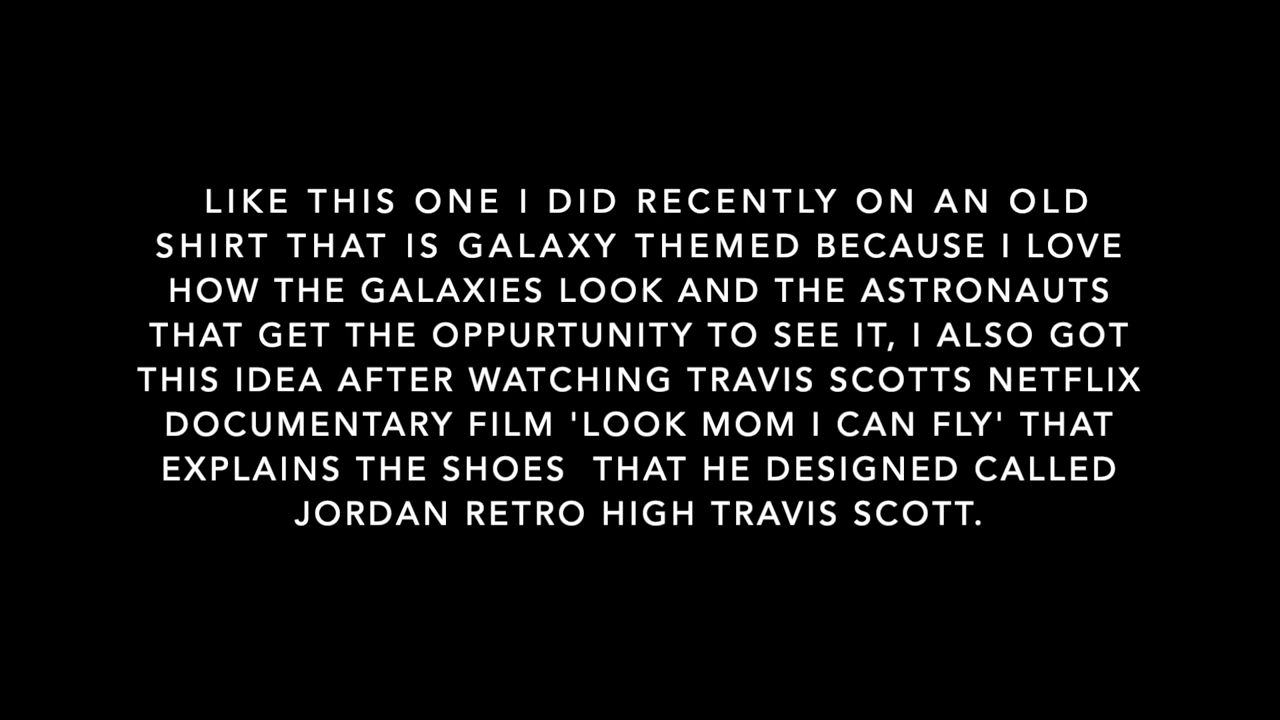 LIKE THIS ONE I DID RECENTLY ON AN OLD
SHIRT THAT IS GALAXY THEMED BECAUSE I LOVE
HOW THE GALAXIES LOOK AND THE ASTRONAUTS
THAT GET THE OPPURTUNITY TO SEE IT, I ALSO GOT
THIS IDEA AFTER WATCHING TRAVIS SCOTTS NETFLIX
DOCUMENTARY FILM 'LOOK MOM I CAN FLY' THAT
EXPLAINS THE SHOES  THAT HE DESIGNED CALLED
JORDAN RETRO HIGH TRAVIS SCOTT.